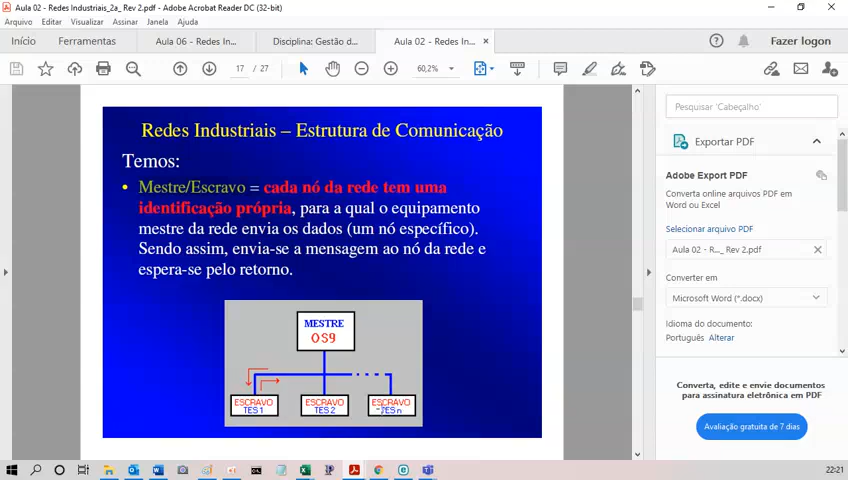 Aula 02 - Redes Industriais_2a_ Rev 2.pdf - Adobe Acrobat Reader DC (32-bit)
Arquivo Editar Visualizar Assinar Janela Ajuda
Início Ferramentas Aula 06 - Redes In... Disciplina: Gestão d... Aula 02 - Redes In... × Fazer logon
17 / 27 60,2%
Redes Industriais – Estrutura de Comunicação
Temos:
• Mestre/Escravo = cada nó da rede tem uma
identificação própria, para a qual o equipamento
mestre da rede envia os dados (um nó específico).
Sendo assim, envia-se a mensagem ao nó da rede e
espera-se pelo retorno.
MESTRE
OS9
ESCRAVO
TES 1
ESCRAVO
TES 2
ESCRAVO
TES n
Pesquisar 'Cabeçalho'
Exportar PDF
Adobe Export PDF
Converta online arquivos PDF em
Word ou Excel
Selecionar arquivo PDF
Aula 02 - R..._ Rev 2.pdf
Converter em
Microsoft Word (*.docx)
Idioma do documento:
Português Alterar
Converta, edite e envie documentos
para assinatura eletrônica em PDF
Avaliação gratuita de 7 dias
22:21